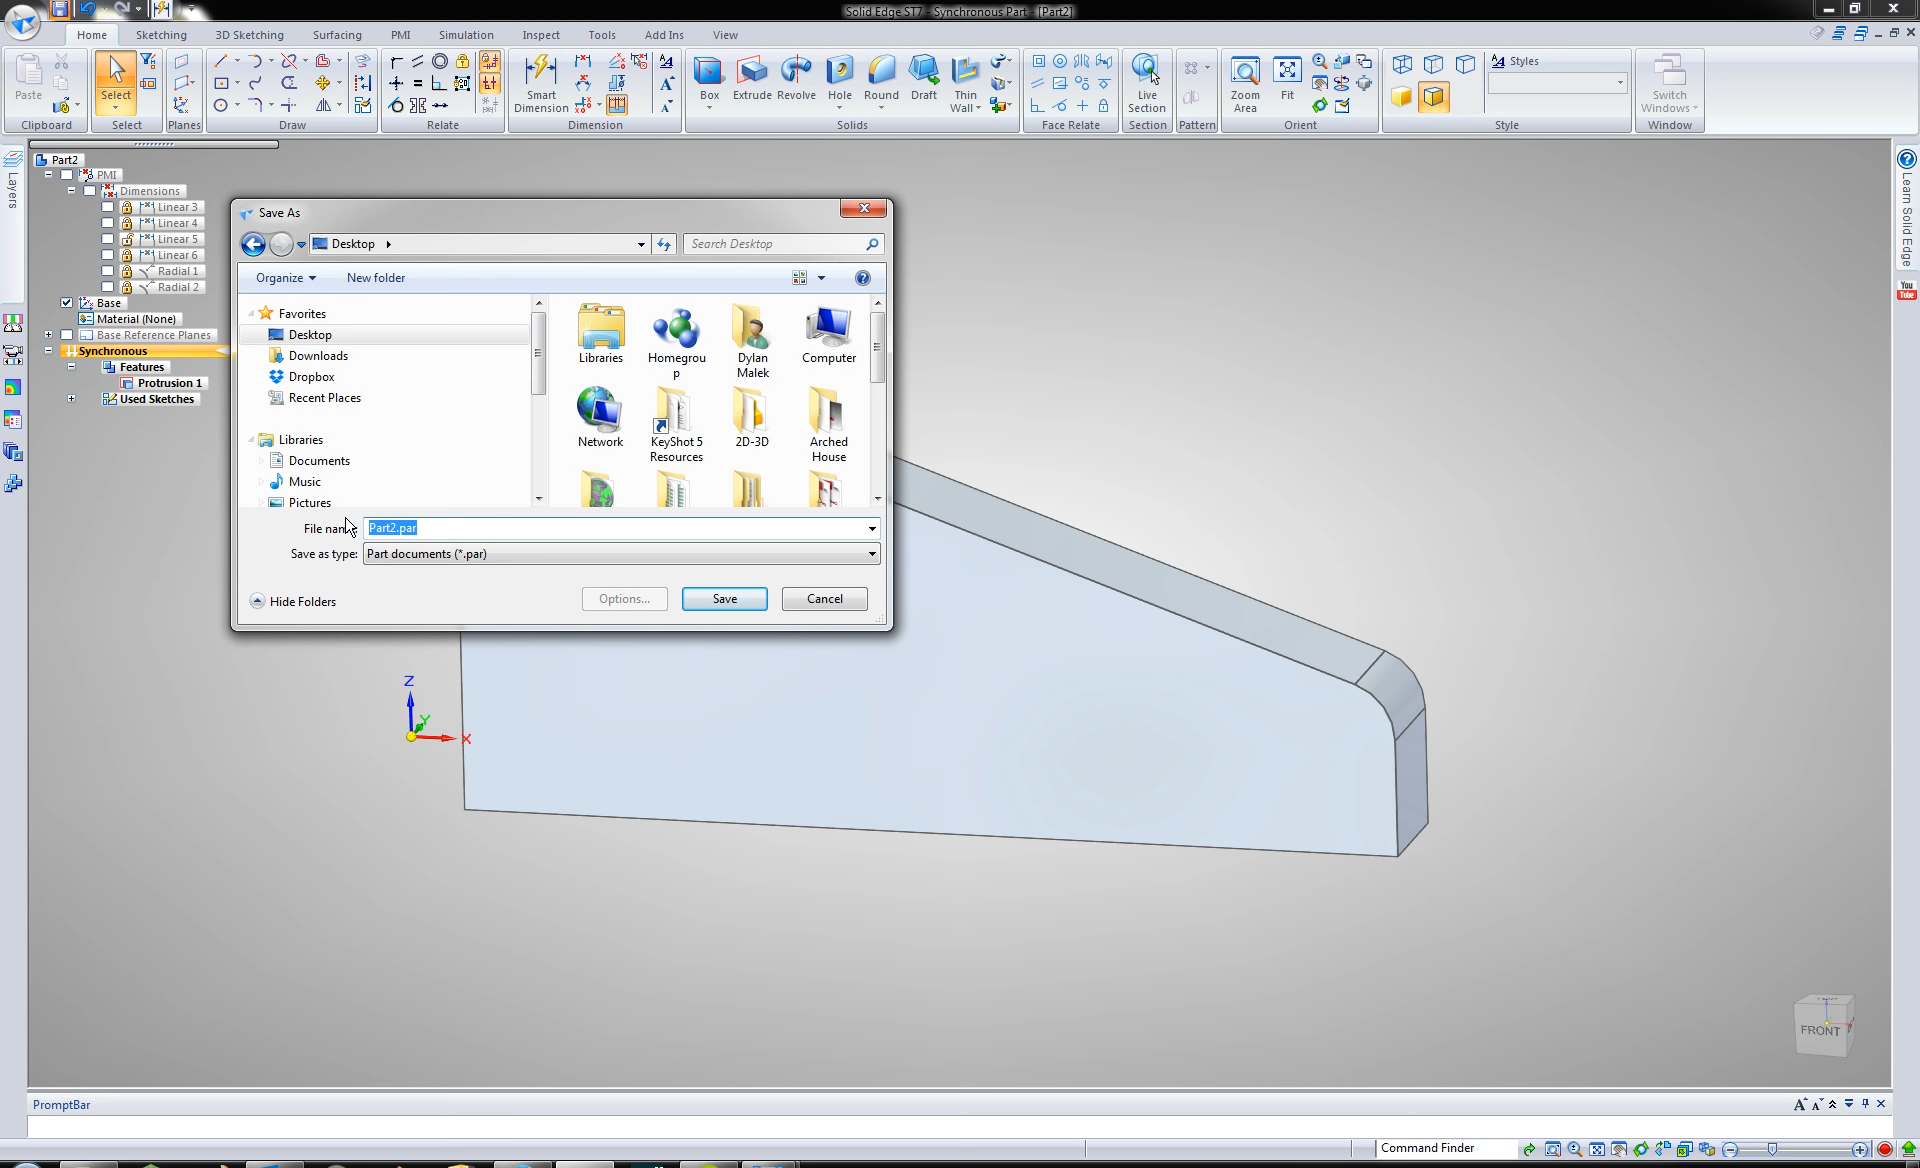 Solid Edge ST7 - Synchronous Part - [Part2]
Home Sketching 3D Sketching Surfacing PMI Simulation Inspect Tools Add Ins View
Paste Select Smart Dimension Box Extrude Revolve Hole Round Draft Thin Wall Live Section Zoom Area Fit Styles Switch Windows
Clipboard Select Planes Draw Relate Dimension Solids Face Relate Section Pattern Orient Style Window
Layers
Part2
PMI
Dimensions
Linear 3
Linear 4
Linear 5
Linear 6
Radial 1
Radial 2
Base
Material (None)
Base Reference Planes
Synchronous
Features
Protrusion 1
Used Sketches
Save As
Desktop
Search Desktop
Organize New folder
Favorites
Desktop
Downloads
Dropbox
Recent Places
Libraries
Documents
Music
Pictures
Libraries Homegroup Dylan Malek Computer
Network KeyShot 5 Resources 2D-3D Arched House
File name: Part2.par
Save as type: Part documents (*.par)
Hide Folders Options... Save Cancel
Z
Y
X
Learn Solid Edge
You Tube
FRONT
PromptBar
Command Finder